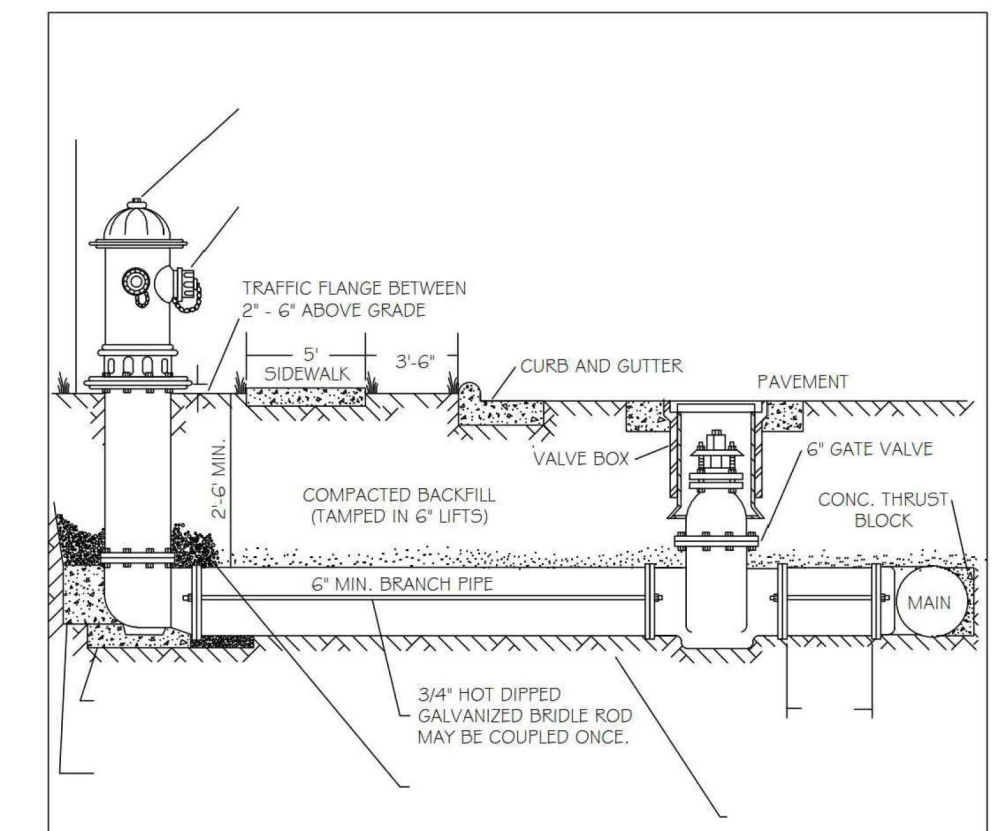 TRAFFIC FLANGE BETWEEN
2" - 6" ABOVE GRADE
5'
SIDEWALK
3'-6"
CURB AND GUTTER
PAVEMENT
VALVE BOX
6" GATE VALVE
2'-6' MIN.
COMPACTED BACKFILL
(TAMPED IN 6" LIFTS)
CONC. THRUST
BLOCK
6" MIN. BRANCH PIPE
MAIN
3/4" HOT DIPPED
GALVANIZED BRIDLE ROD
MAY BE COUPLED ONCE.